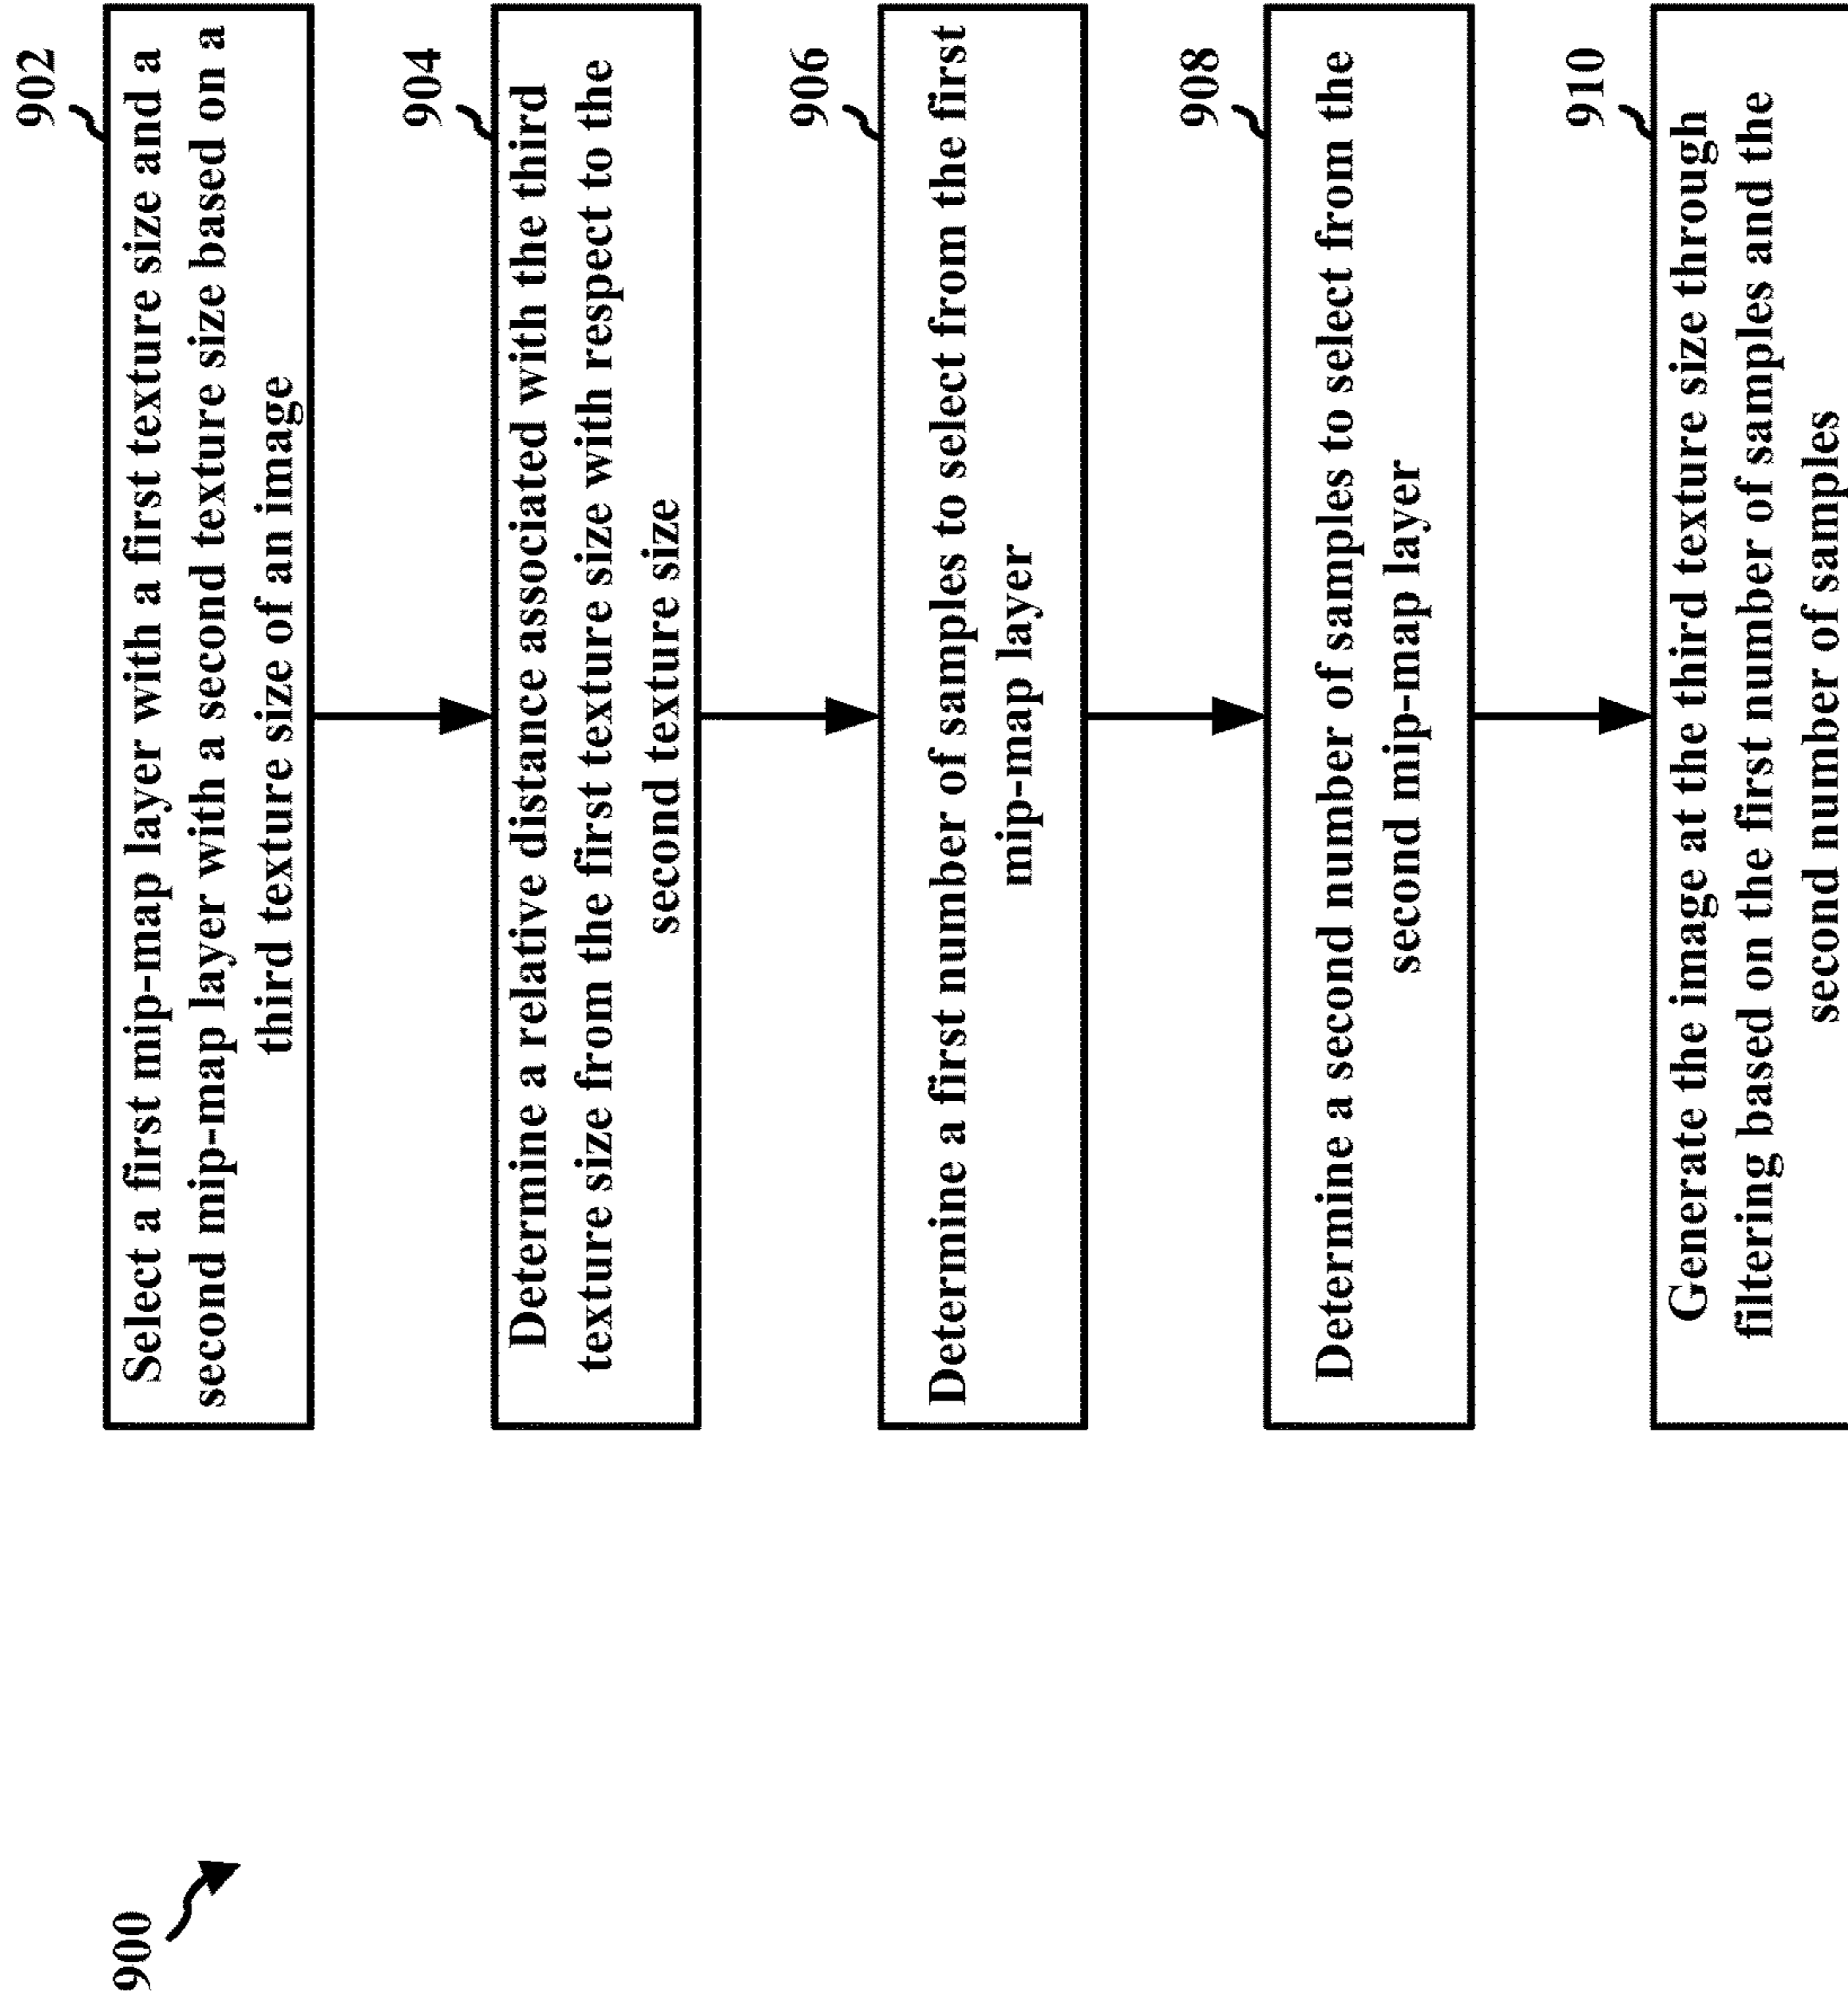 900
902
Select a first mip-map layer with a first texture size and a
second mip-map layer with a second texture size based on a
third texture size of an image
904
Determine a relative distance associated with the third
texture size from the first texture size with respect to the
second texture size
906
Determine a first number of samples to select from the first
mip-map layer
908
Determine a second number of samples to select from the
second mip-map layer
910
Generate the image at the third texture size through
filtering based on the first number of samples and the
second number of samples